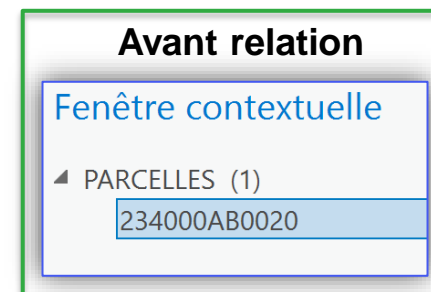 Avant relation
Fenêtre contextuelle
PARCELLES (1)
234000AB0020